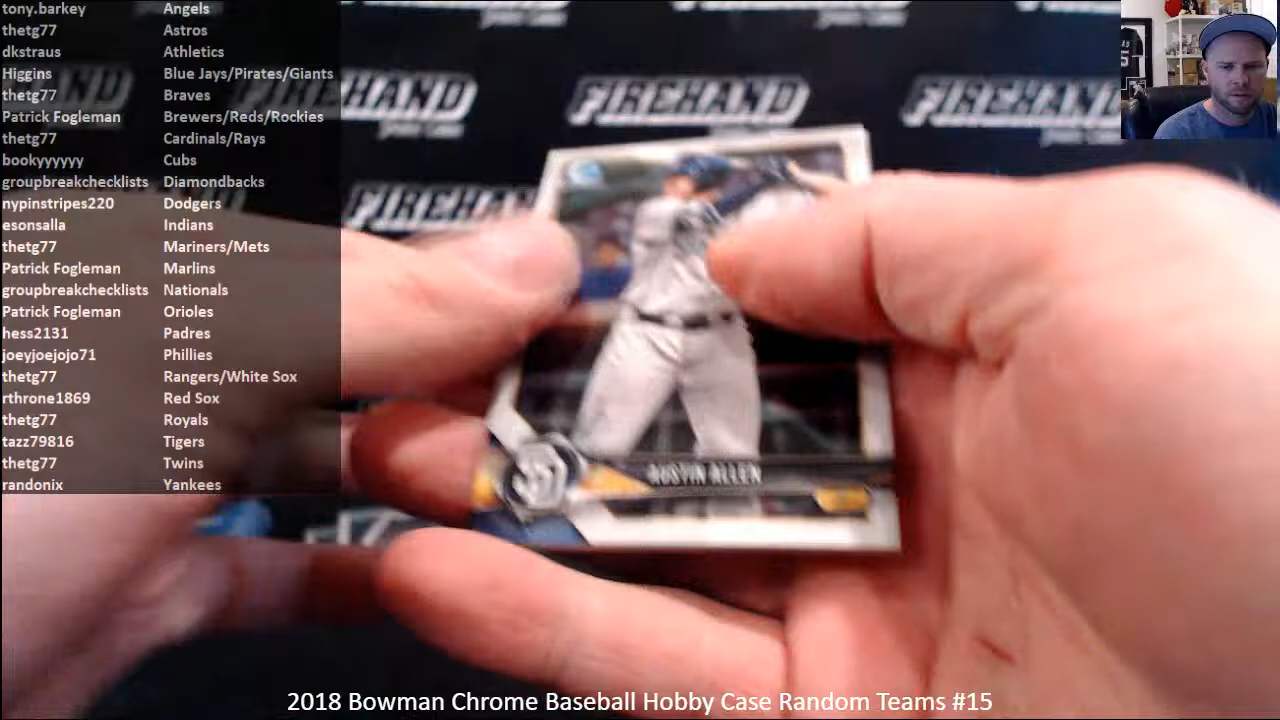 tony.barkey Angels
thetg77 Astros
dkstraus Athletics
Higgins Blue Jays/Pirates/Giants
thetg77 Braves
Patrick Fogleman Brewers/Reds/Rockies
thetg77 Cardinals/Rays
bookyyyyyy Cubs
groupbreakchecklists Diamondbacks
nypinstripes220 Dodgers
esonsalla Indians
thetg77 Mariners/Mets
Patrick Fogleman Marlins
groupbreakchecklists Nationals
Patrick Fogleman Orioles
hess2131 Padres
joeyjoejojo71 Phillies
thetg77 Rangers/White Sox
rthrone1869 Red Sox
thetg77 Royals
tazz79816 Tigers
thetg77 Twins
randonix Yankees
FIREHAND
FIREHAND
FIREHAND
FIREHAND
AUSTIN ALLEN
2018 Bowman Chrome Baseball Hobby Case Random Teams #15